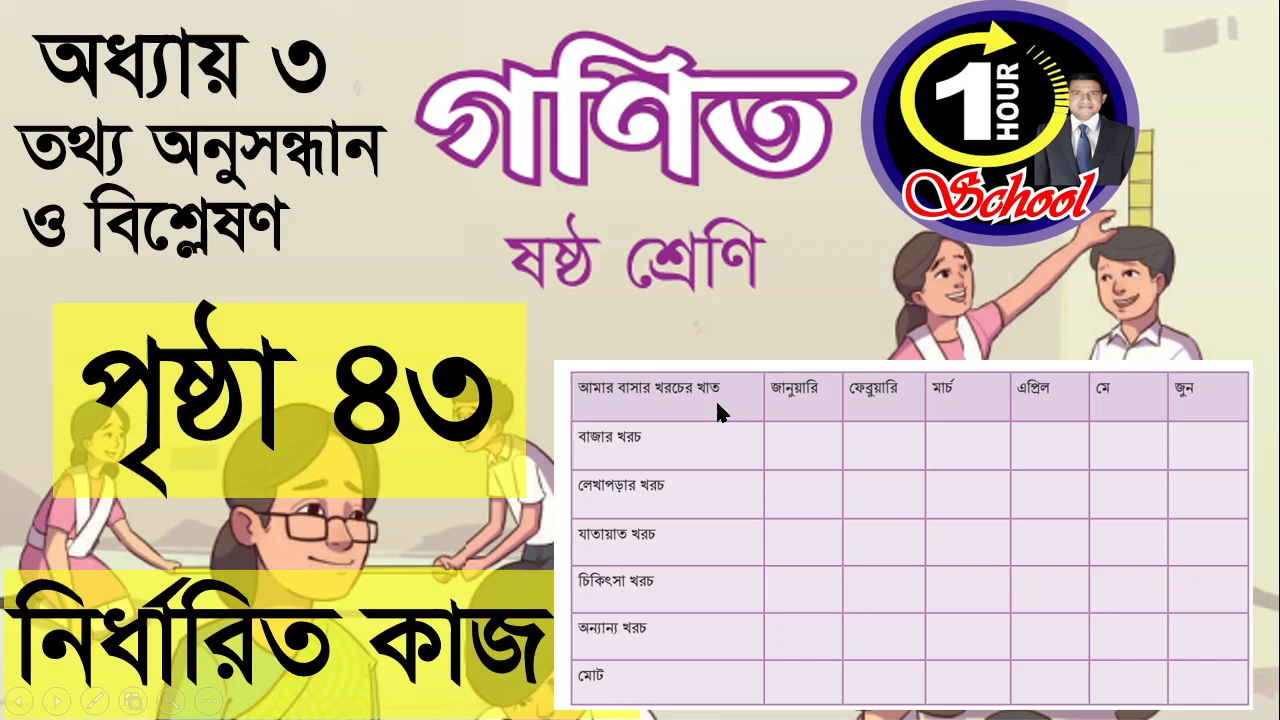 অধ্যায় ৩
তথ্য অনুসন্ধান
ও বিশ্লেষণ
গণিত
ষষ্ঠ শ্রেণি
1 HOUR
School
পৃষ্ঠা ৪৩
নির্ধারিত কাজ
আমার বাসার খরচের খাত জানুয়ারি ফেব্রুয়ারি মার্চ এপ্রিল মে জুন
বাজার খরচ
লেখাপড়ার খরচ
যাতায়াত খরচ
চিকিৎসা খরচ
অন্যান্য খরচ
মোট